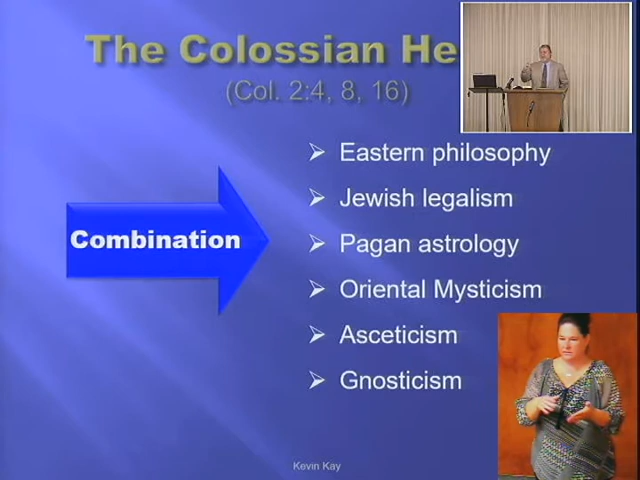 The Colossian He
(Col. 2:4, 8, 16)
Combination
➢ Eastern philosophy
➢ Jewish legalism
➢ Pagan astrology
➢ Oriental Mysticism
➢ Asceticism
➢ Gnosticism
Kevin Kay